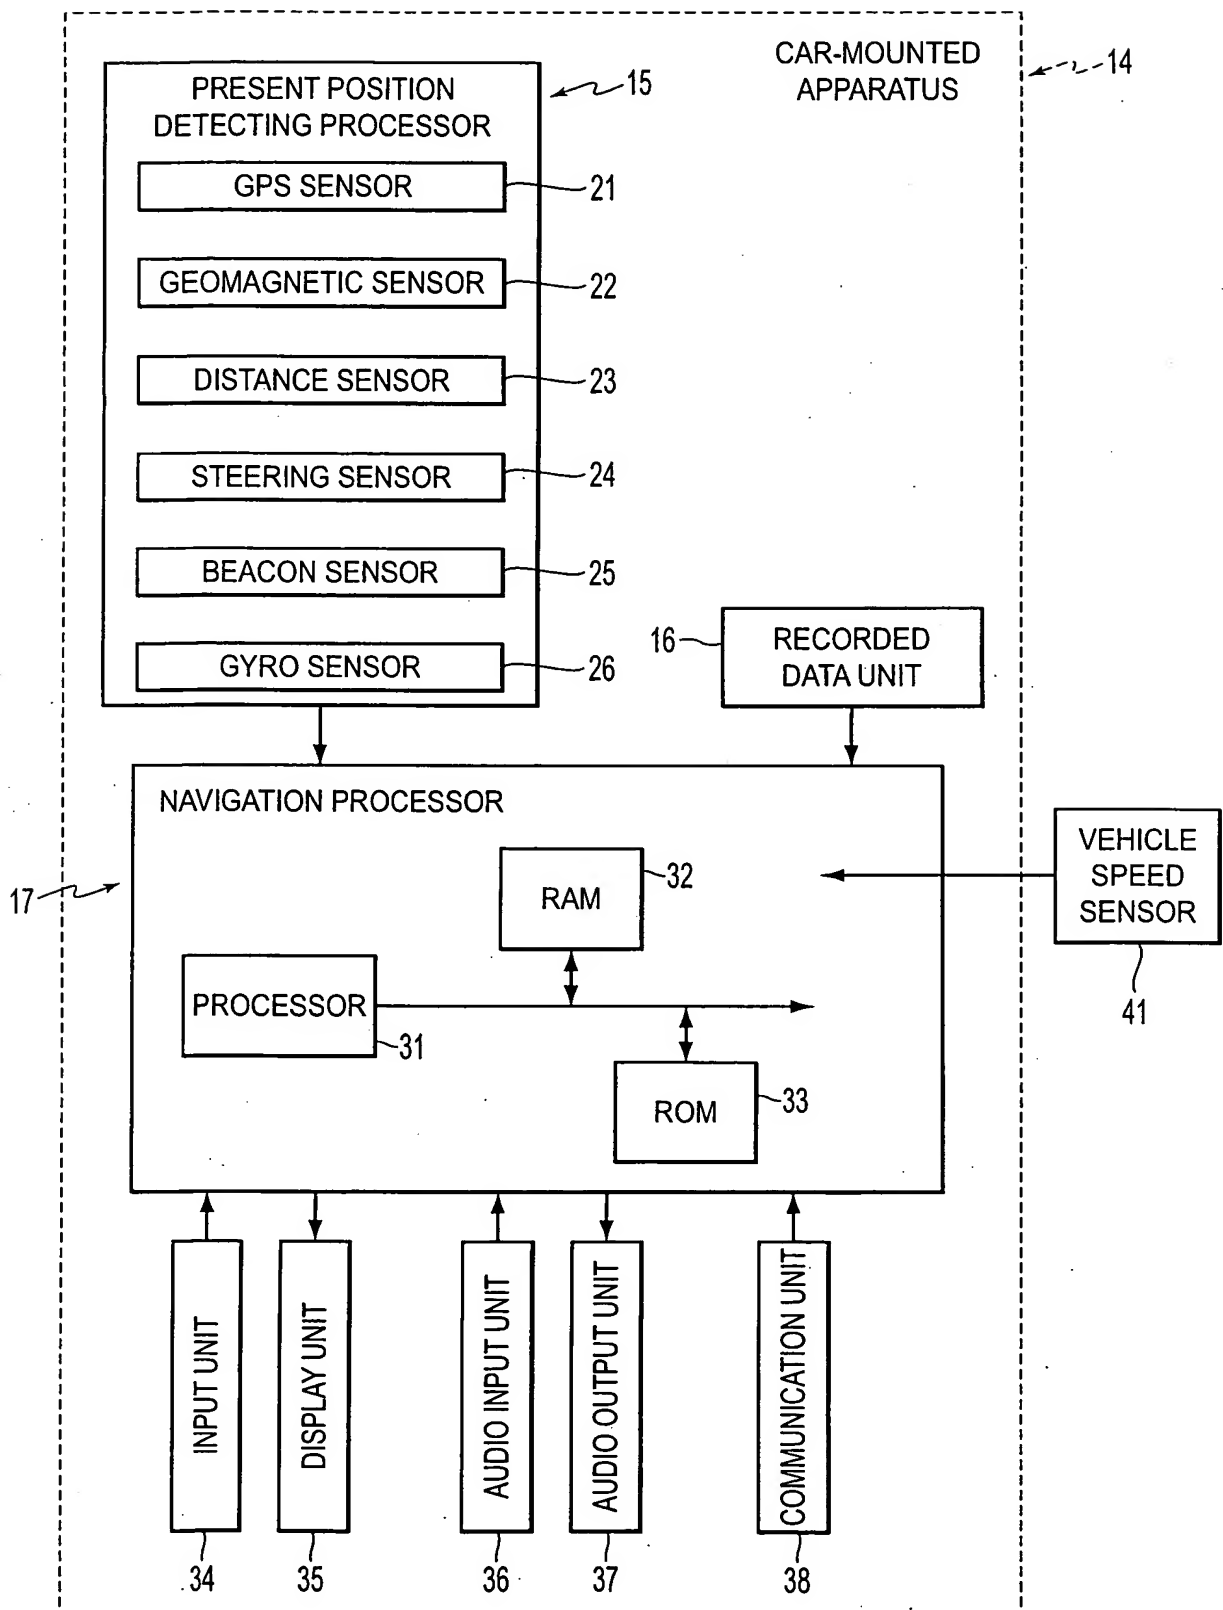 CAR-MOUNTED
APPARATUS
14
PRESENT POSITION
DETECTING PROCESSOR
15
GPS SENSOR
21
GEOMAGNETIC SENSOR
22
DISTANCE SENSOR
23
STEERING SENSOR
24
BEACON SENSOR
25
GYRO SENSOR
26
16
RECORDED
DATA UNIT
NAVIGATION PROCESSOR
17
RAM
32
VEHICLE
SPEED
SENSOR
41
PROCESSOR
31
ROM
33
INPUT UNIT
DISPLAY UNIT
AUDIO INPUT UNIT
AUDIO OUTPUT UNIT
COMMUNICATION UNIT
34
35
36
37
38